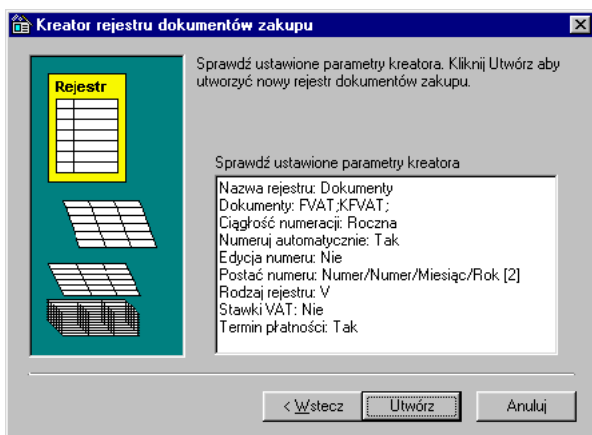 Kreator rejestru dokumentów zakupu
Sprawdź ustawione parametry kreatora. Kliknij Utwórz aby
utworzyć nowy rejestr dokumentów zakupu.
Rejestr
Sprawdź ustawione parametry kreatora
Nazwa rejestru: Dokumenty
Dokumenty: FVAT;KFVAT;
Ciągłość numeracji: Roczna
Numeruj automatycznie: Tak
Edycja numeru: Nie
Postać numeru: Numer/Numer/Miesiąc/Rok [2]
Rodzaj rejestru: V
Stawki VAT: Nie
Termin płatności: Tak
< Wstecz
Utwórz
Anuluj